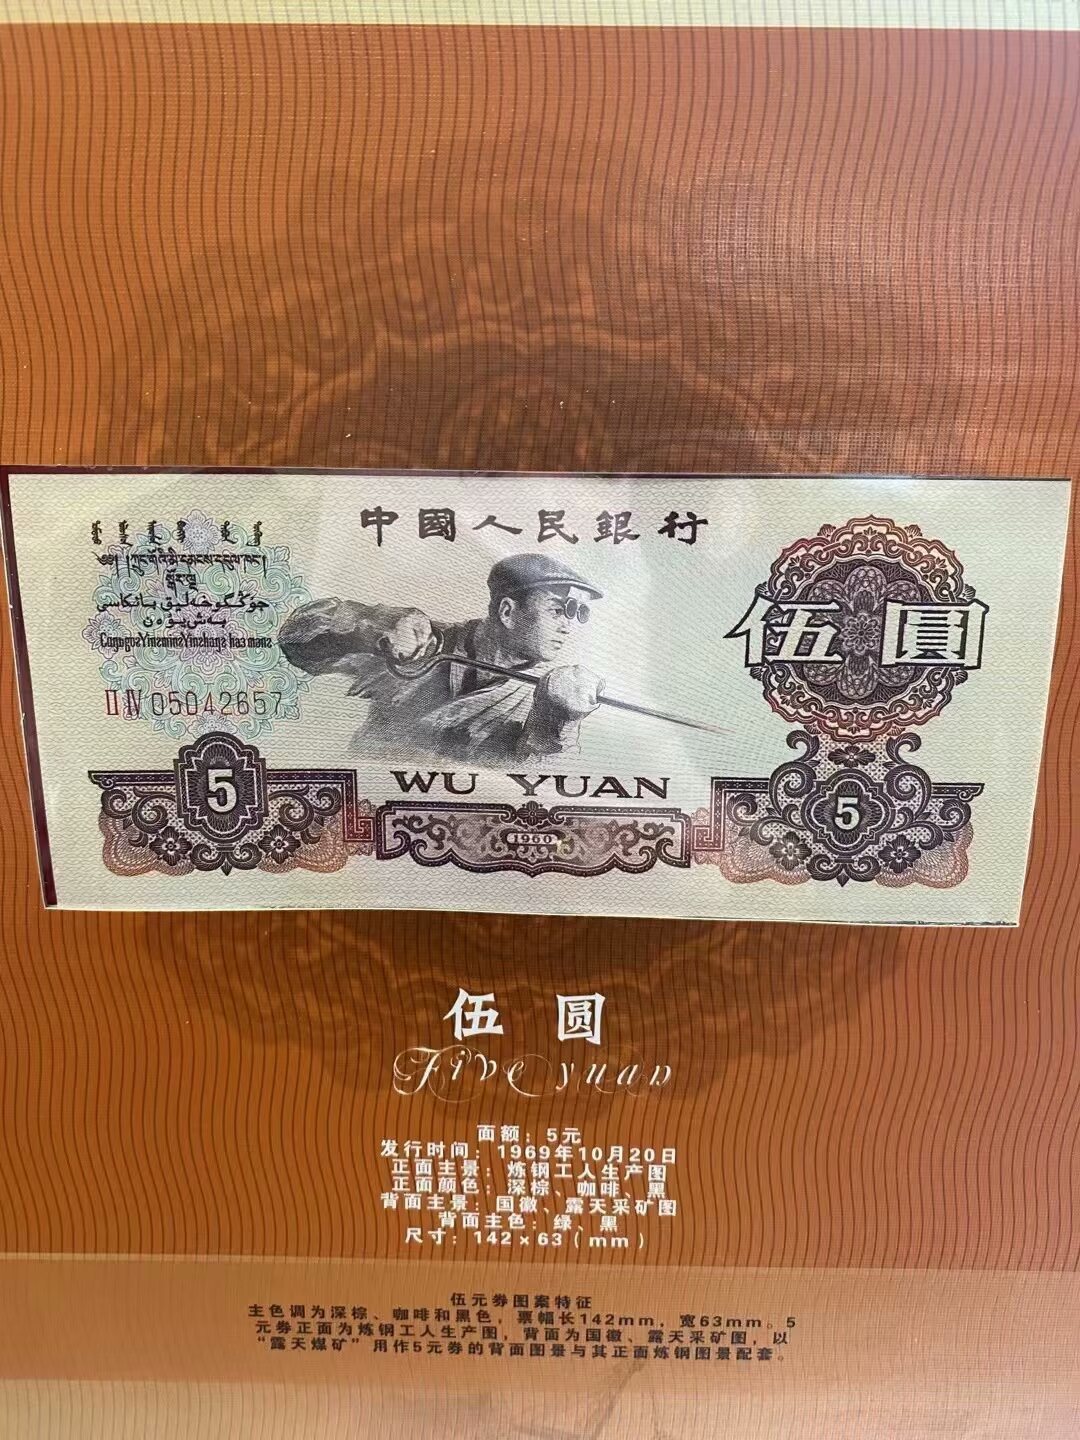 中國人民銀行
伍圓
ⅡⅣ05042657
5
WU YUAN
5
1960
伍圆
Five yuan
面额：5元
发行时间：1969年10月20日
正面主景：炼钢工人生产图
正面颜色：深棕、咖啡、黑
背面主景：国徽、露天采矿图
背面主色：绿、黑
尺寸：142×63（mm）
伍元券图案特征
主色调为深棕、咖啡和黑色，票幅长142mm，宽63mm。5
元券正面为炼钢工人生产图，背面为国徽、露天采矿图，以
“露天煤矿”用作5元券的背面图景与其正面炼钢图景配套。